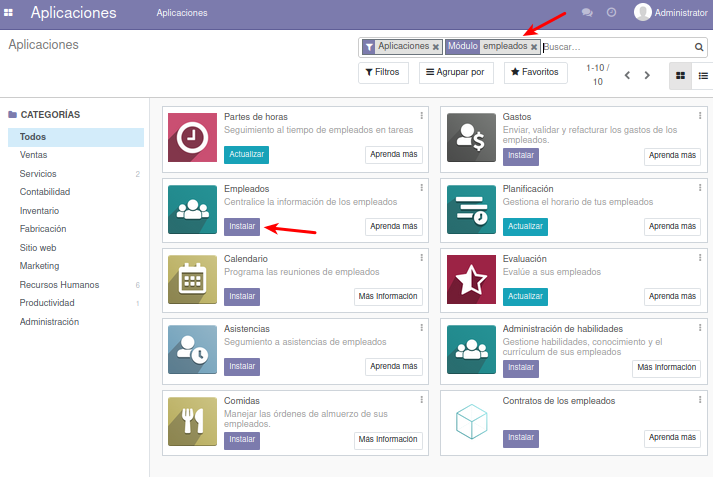 Aplicaciones
Aplicaciones
Administrator
Aplicaciones
Aplicaciones
Módulo empleados
Buscar...
Filtros
Agrupar por
Favoritos
1-10 /
10
CATEGORÍAS
Todos
Ventas
Servicios 2
Contabilidad
Inventario
Fabricación
Sitio web
Marketing
Recursos Humanos 6
Productividad 1
Administración
Partes de horas
Seguimiento al tiempo de empleados en tareas
Actualizar
Aprenda más
Gastos
Enviar, validar y refacturar los gastos de los
empleados.
Instalar
Aprenda más
Empleados
Centralice la información de los empleados
Instalar
Aprenda más
Planificación
Gestiona el horario de tus empleados
Actualizar
Aprenda más
Calendario
Programa las reuniones de empleados
Instalar
Más Información
Evaluación
Evalúe a sus empleados
Actualizar
Aprenda más
Asistencias
Segumiento a asistencias de empleados
Instalar
Aprenda más
Administración de habilidades
Gestione habilidades, conocimiento y el
currículum de sus empleados
Instalar
Más Información
Comidas
Manejar las órdenes de almuerzo de sus
empleados.
Instalar
Más Información
Contratos de los empleados
Instalar
Aprenda más